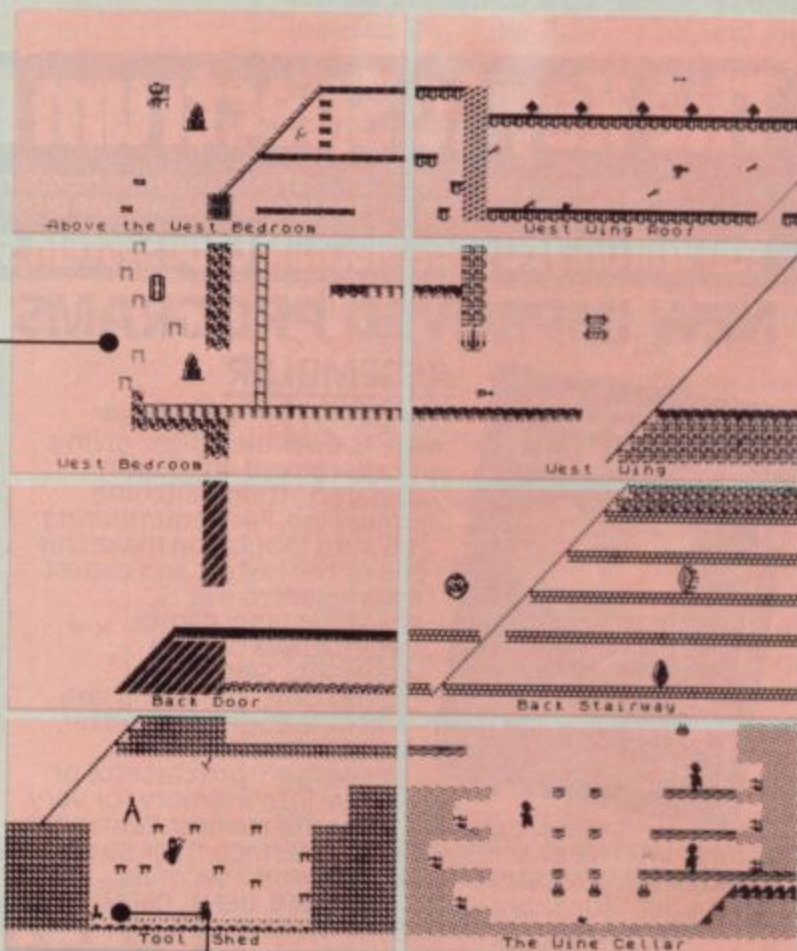 Above the West Bedroom
West Wing Roof
West Bedroom
West Wing
Back Door
Back Stairway
Tool Shed
The Wine Cellar